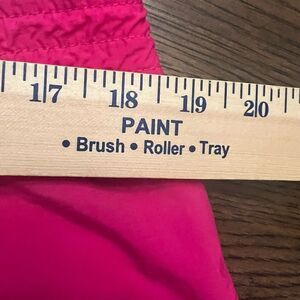 17 18 19 20
PAINT
• Brush • Roller • Tray